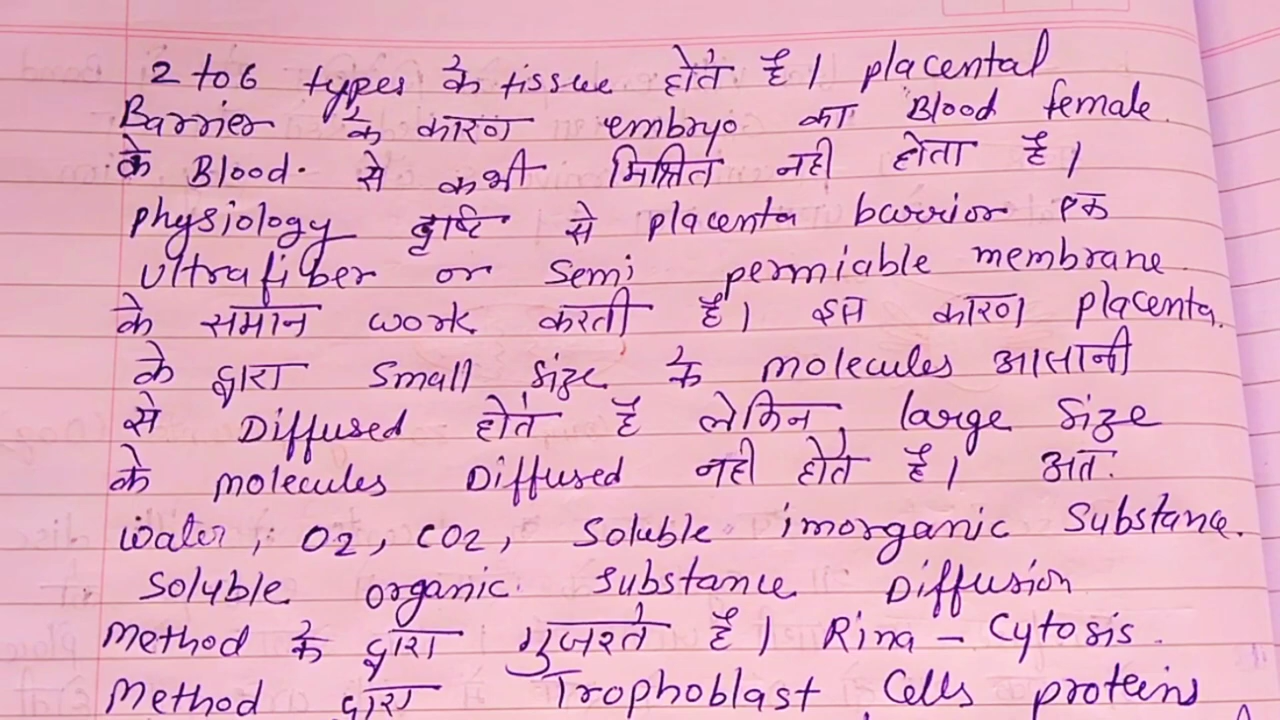 2 to 6 types के tissue होते है। placental
Barrier के कारण embryo का Blood female
के Blood. से कभी मिश्रित नही होता है।
physiology दृष्टि से placenta barrior एक
Ultrafiber or Semi permiable membrane
के समान work करती है। इस कारण placenta.
के द्वारा Small Size के molecules आसानी
से Diffused होते है लेकिन large Size
के molecules Diffused नही होते है। अत:
water, O2, CO2, Soluble imorganic Substance.
Soluble organic. Substance Diffusion
Method के द्वारा गुजरते है। Rina - Cytosis.
Method द्वारा Trophoblast Cells proteins